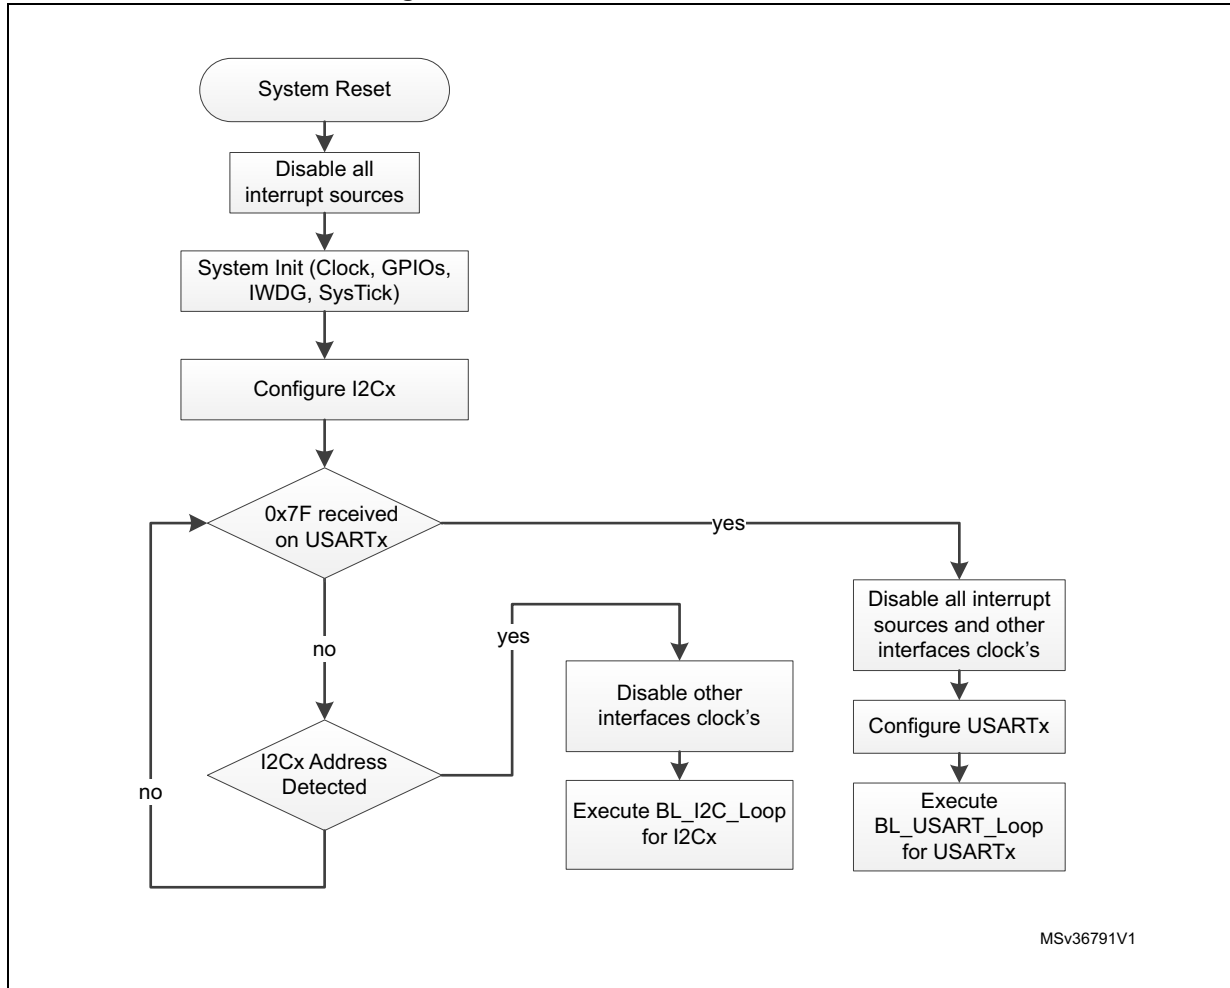 System Reset
Disable all
interrupt sources
System Init (Clock, GPIOs,
IWDG, SysTick)
Configure I2Cx
0x7F received
on USARTx
yes
no
Disable all interrupt
sources and other
interfaces clock's
yes
Disable other
interfaces clock's
Configure USARTx
I2Cx Address
Detected
no
Execute BL_I2C_Loop
for I2Cx
Execute
BL_USART_Loop
for USARTx
MSv36791V1